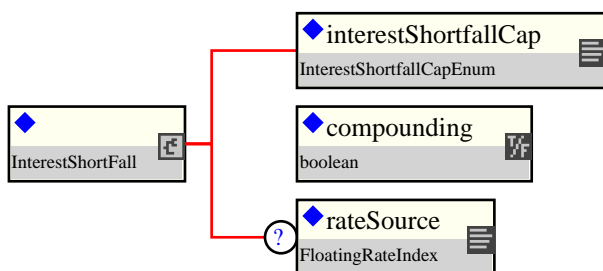 interestShortfallCap
InterestShortfallCapEnum
InterestShortFall
compounding
T/F
boolean
?
rateSource
FloatingRateIndex